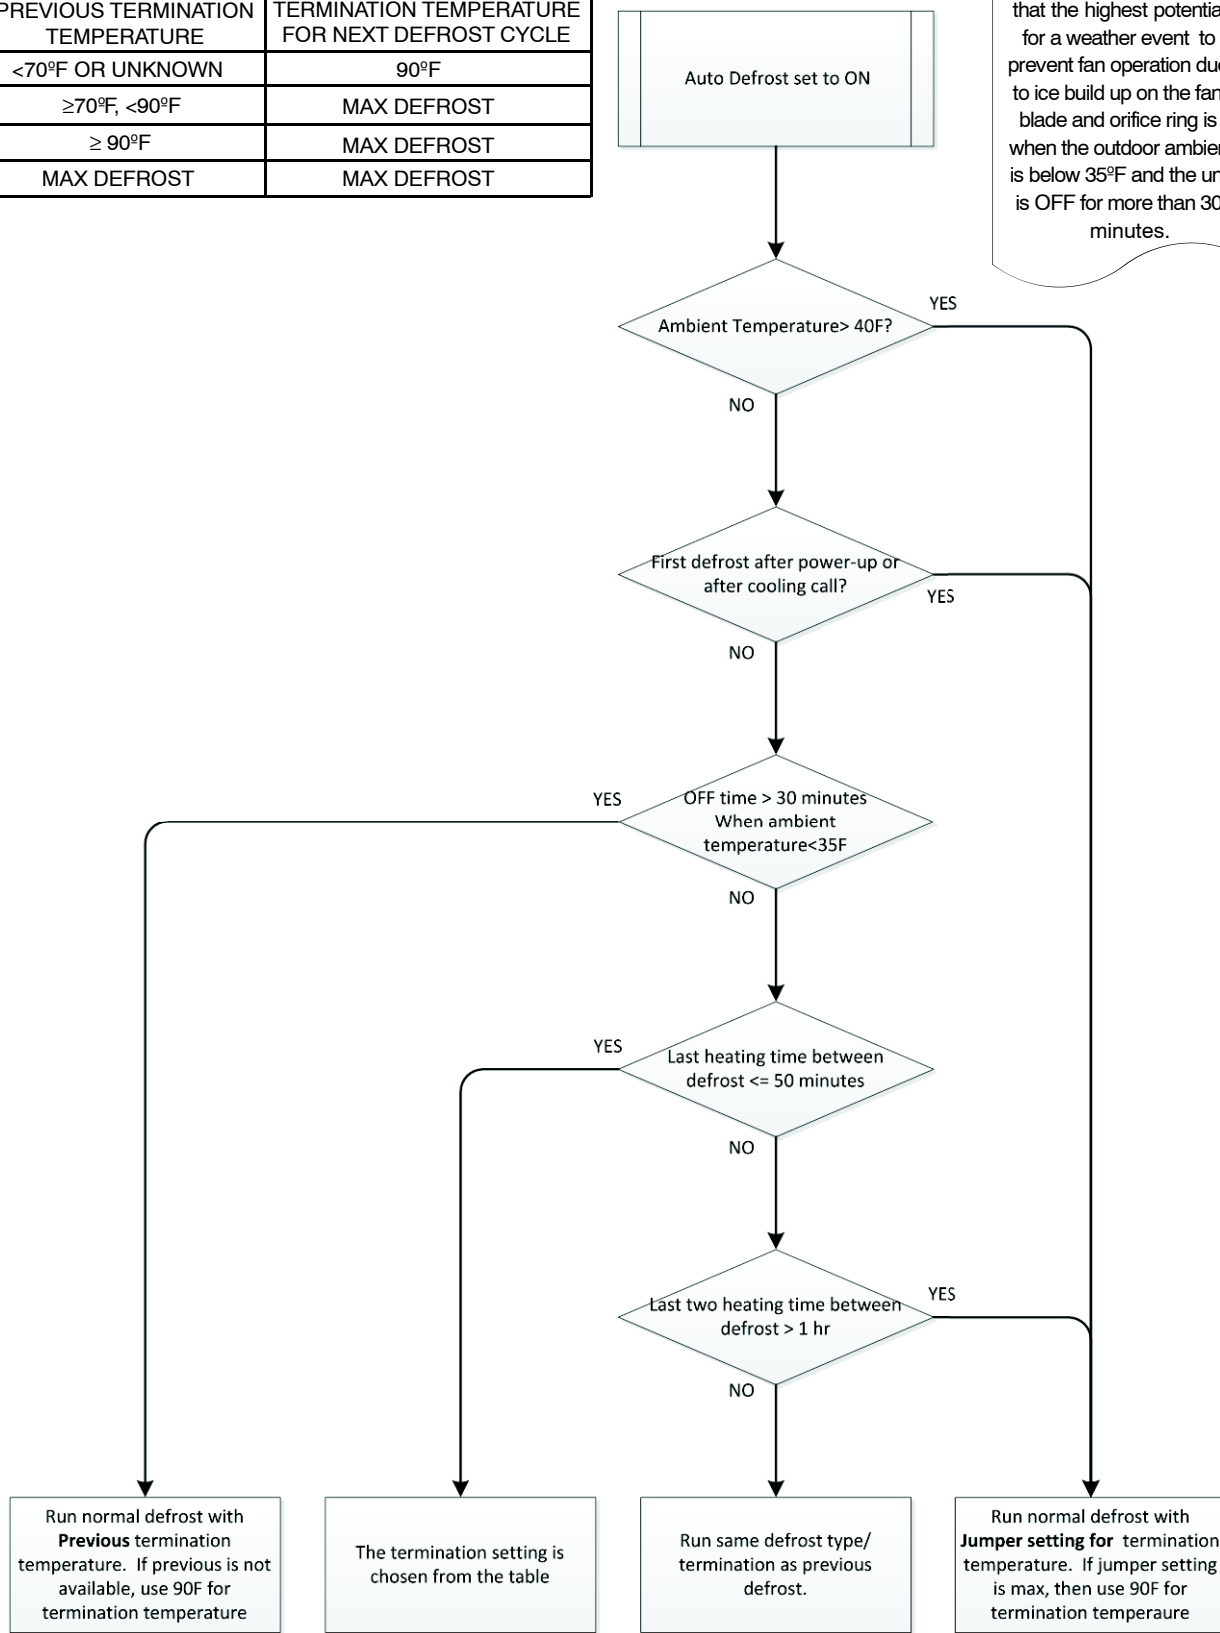 PREVIOUS TERMINATION
TEMPERATURE
TERMINATION TEMPERATURE
FOR NEXT DEFROST CYCLE
<70ºF OR UNKNOWN
90ºF
≥70ºF, <90ºF
MAX DEFROST
≥ 90ºF
MAX DEFROST
MAX DEFROST
MAX DEFROST
that the highest potential
for a weather event to
prevent fan operation due
to ice build up on the fan
blade and orifice ring is
when the outdoor ambient
is below 35ºF and the unit
is OFF for more than 30
minutes.
Auto Defrost set to ON
Ambient Temperature> 40F?
YES
NO
First defrost after power-up or
after cooling call?
YES
NO
OFF time > 30 minutes
When ambient
temperature<35F
YES
NO
Last heating time between
defrost <= 50 minutes
YES
NO
Last two heating time between
defrost > 1 hr
YES
NO
Run normal defrost with
Previous termination
temperature. If previous is not
available, use 90F for
termination temperature
The termination setting is
chosen from the table
Run same defrost type/
termination as previous
defrost.
Run normal defrost with
Jumper setting for termination
temperature. If jumper setting
is max, then use 90F for
termination temperaure